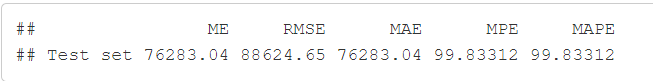 ## ME RMSE MAE MPE MAPE
## Test set 76283.04 88624.65 76283.04 99.83312 99.83312